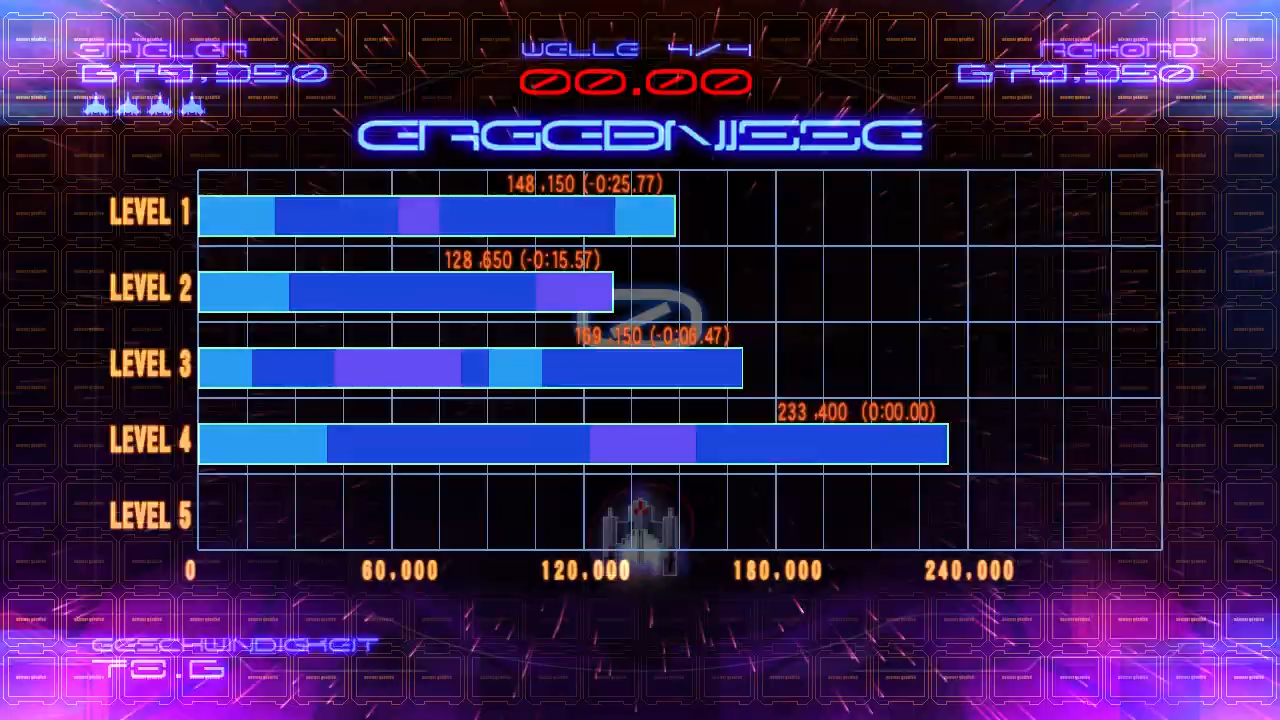 SPIELER
WELLE 4/4
REKORD
679,350
00.00
679,350
ERGEBNISSE
148,150 (-0:25.77)
LEVEL 1
128,650 (-0:15.57)
LEVEL 2
169,150 (-0:06.47)
LEVEL 3
233,400 (0:00.00)
LEVEL 4
LEVEL 5
0 60,000 120,000 180,000 240,000
GESCHWINDIGKEIT
78.6